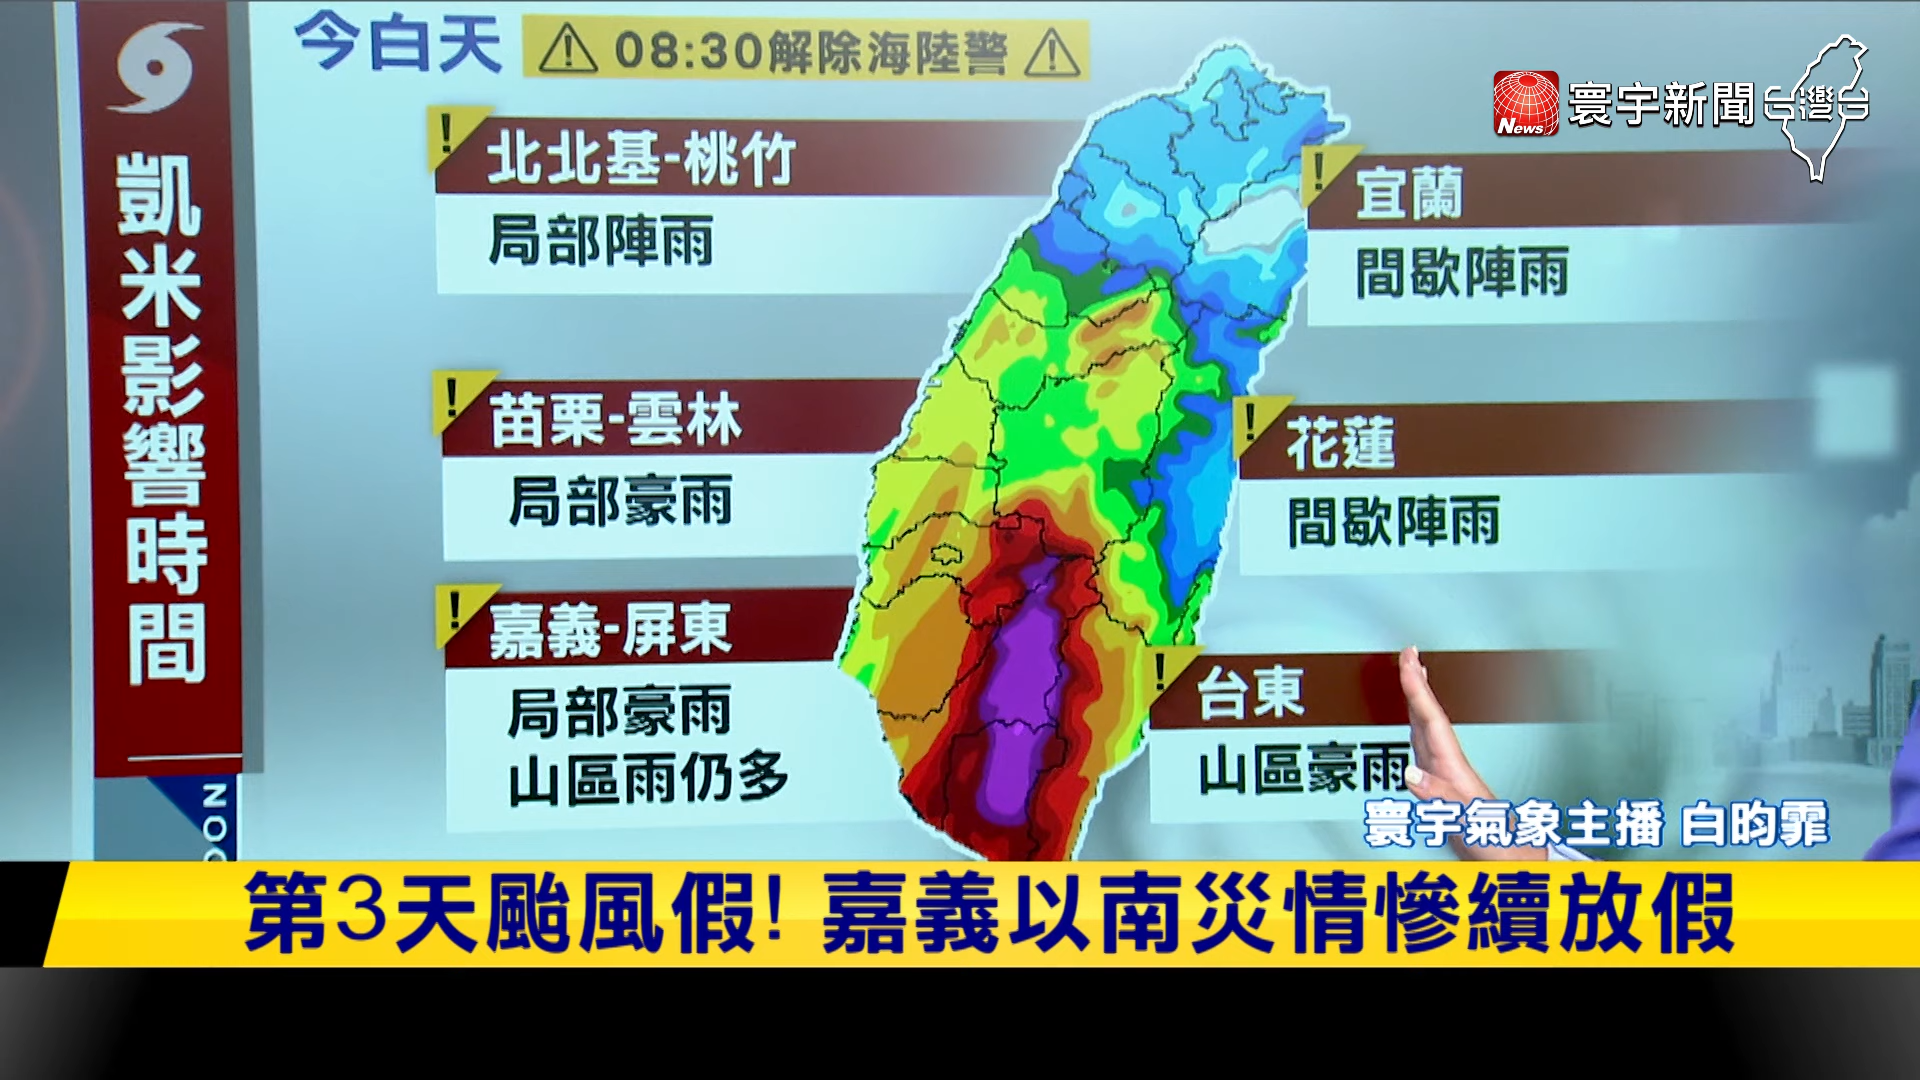 今白天
08:30解除海陸警
News
寰宇新聞
台灣台
凱米影響時間
北北基-桃竹
局部陣雨
宜蘭
間歇陣雨
苗栗-雲林
局部豪雨
花蓮
間歇陣雨
嘉義-屏東
局部豪雨
山區雨仍多
台東
山區豪雨
寰宇氣象主播 白昀霏
第3天颱風假! 嘉義以南災情慘續放假